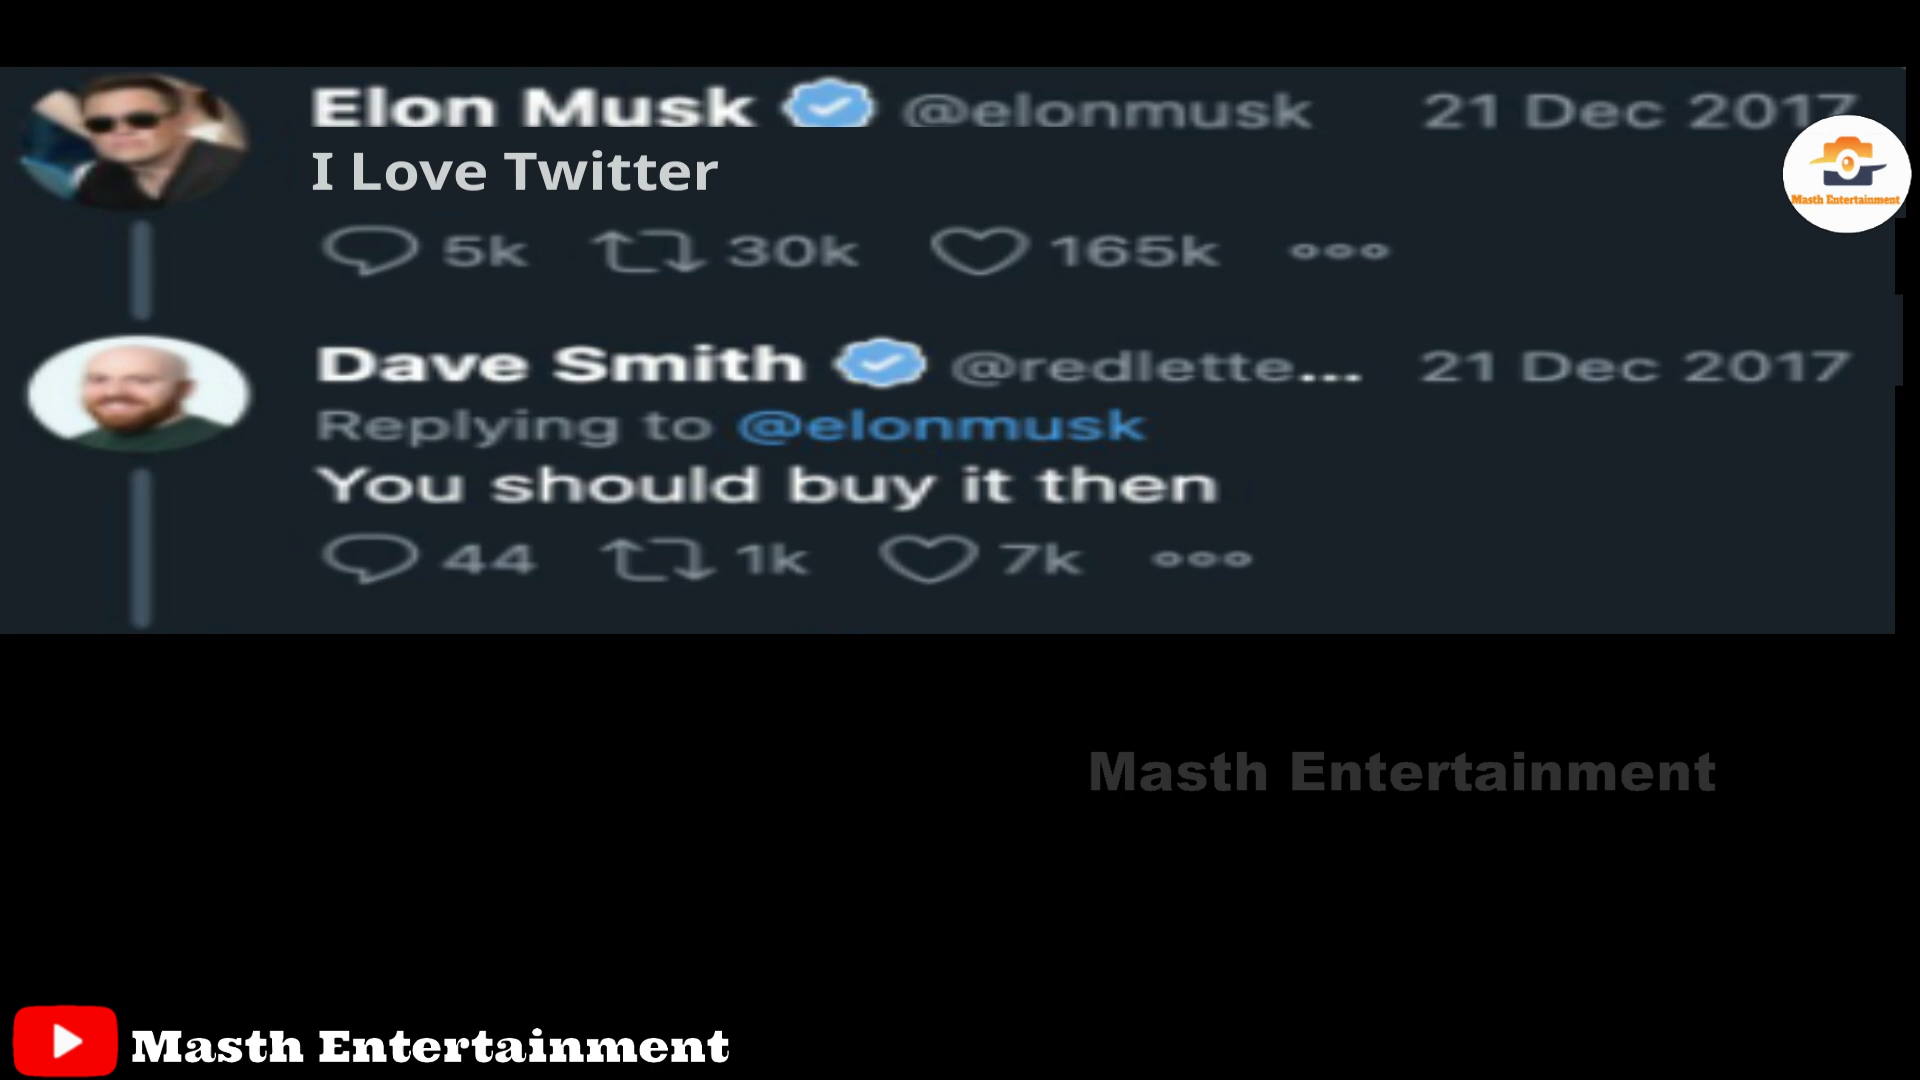 Elon Musk @elonmusk 21 Dec 2017
I Love Twitter
Masth Entertainment
5k 30k 165k
Dave Smith @redlette... 21 Dec 2017
Replying to @elonmusk
You should buy it then
44 1k 7k
Masth Entertainment
Masth Entertainment